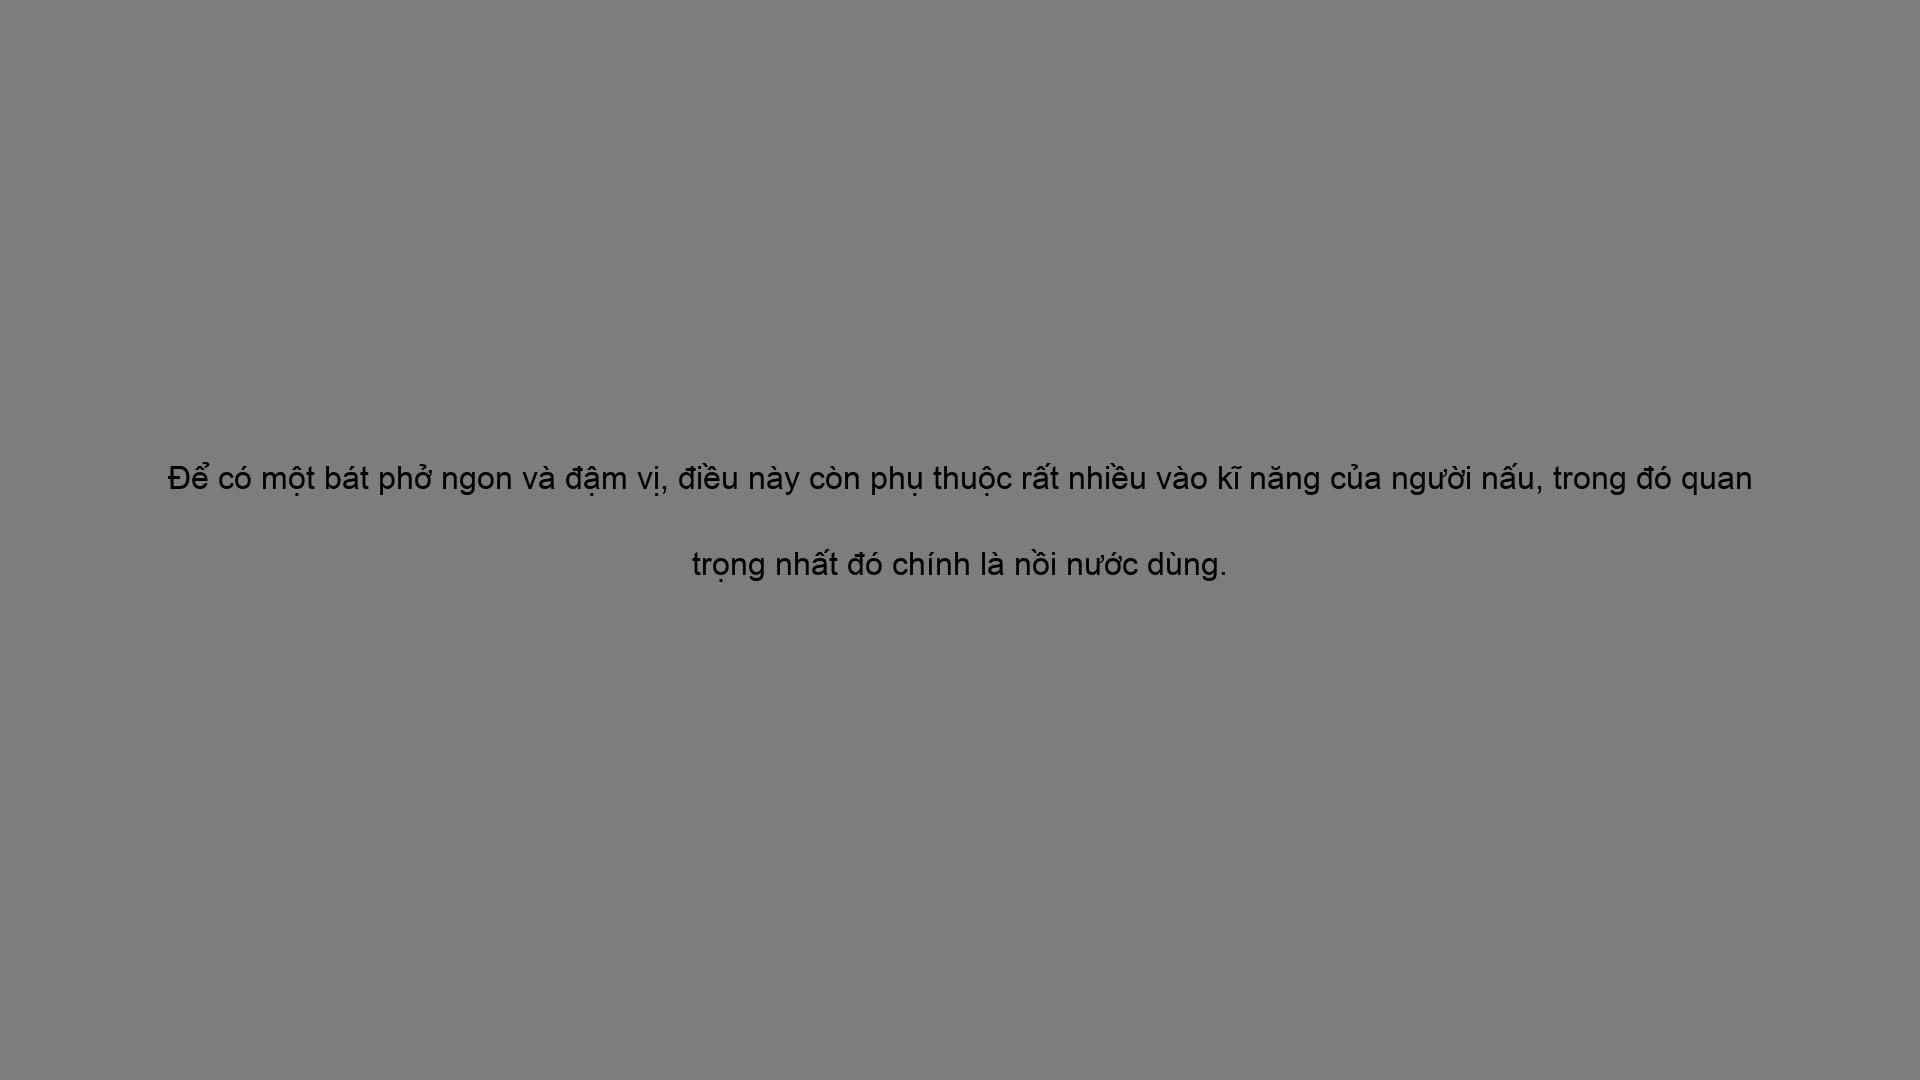 Để có một bát phở ngon và đậm vị, điều này còn phụ thuộc rất nhiều vào kĩ năng của người nấu, trong đó quan
trọng nhất đó chính là nồi nước dùng.